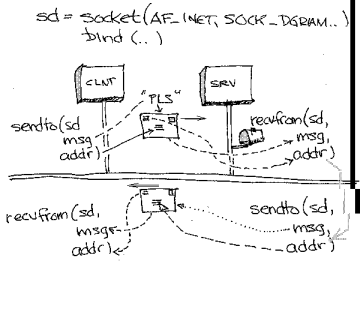 sd = socket(AF_INET, SOCK_DGRAM..)
bind (..)
CLNT
SRV
"PLS"
sendto(sd
msg
addr)
recvfrom(sd,
msg,
addr)
recvfrom(sd,
msg
addr)
sendto(sd,
msg,
addr)